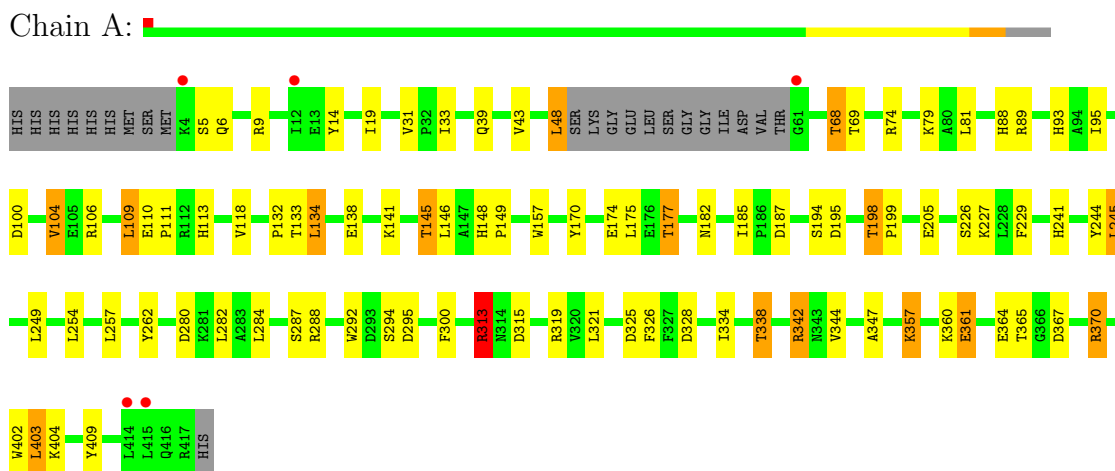 Chain A:
HIS HIS HIS HIS HIS HIS MET SER MET K4 S5 Q6 R9 I12 E13 Y14 I19 V31 P32 I33 Q39 V43 L48 SER LYS GLY GLU LEU SER GLY GLY ILE ASP VAL THR G61 T68 T69 R74 K79 A80 L81 H88 R89 H93 A94 I95
D100 V104 E105 R106 L109 E110 P111 R112 H113 V118 P132 T133 L134 E138 K141 T145 L146 A147 H148 P149 W157 Y170 E174 L175 E176 T177 N182 I185 P186 D187 S194 D195 T198 P199 E205 S226 K227 L228 F229 H241 Y244 L245
L249 L254 L257 Y262 D280 K281 L282 A283 L284 S287 R288 W292 D293 S294 D295 F300 R313 N314 D315 R319 V320 L321 D325 F326 F327 D328 I334 T338 R342 N343 V344 A347 K357 K360 E361 E364 T365 G366 D367 R370
W402 L403 K404 Y409 L414 L415 Q416 R417 HIS